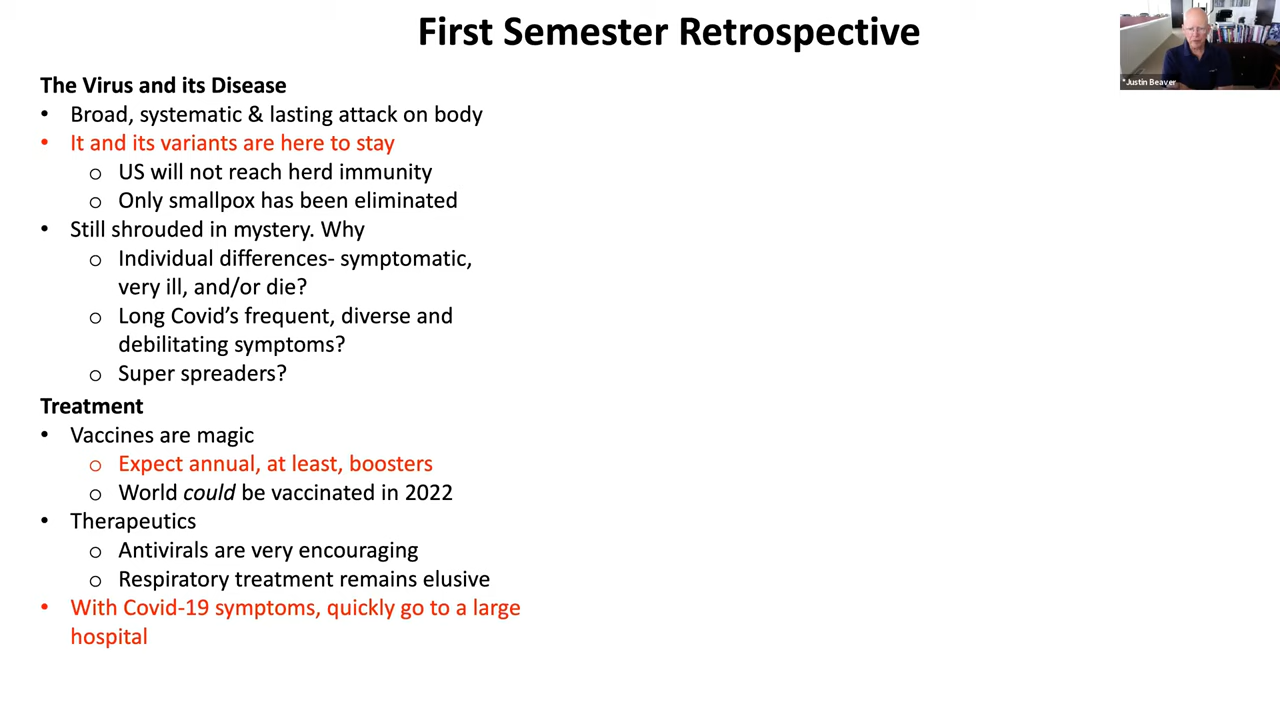 First Semester Retrospective
*Justin Beaver
The Virus and its Disease
• Broad, systematic & lasting attack on body
• It and its variants are here to stay
o US will not reach herd immunity
o Only smallpox has been eliminated
• Still shrouded in mystery. Why
o Individual differences- symptomatic,
very ill, and/or die?
o Long Covid’s frequent, diverse and
debilitating symptoms?
o Super spreaders?
Treatment
• Vaccines are magic
o Expect annual, at least, boosters
o World could be vaccinated in 2022
• Therapeutics
o Antivirals are very encouraging
o Respiratory treatment remains elusive
• With Covid-19 symptoms, quickly go to a large
hospital